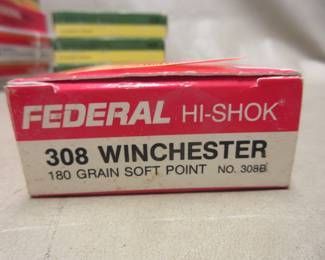 FEDERAL HI-SHOK®
308 WINCHESTER
180 GRAIN SOFT POINT NO. 308B